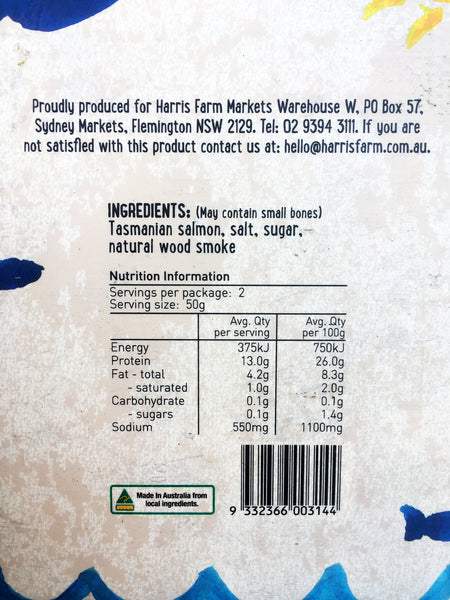 Proudly produced for Harris Farm Markets Warehouse W, PO Box 57,
Sydney Markets, Flemington NSW 2129. Tel: 02 9394 3111. If you are
not satisfied with this product contact us at: hello@harrisfarm.com.au.
INGREDIENTS: (May contain small bones)
Tasmanian salmon, salt, sugar,
natural wood smoke
Nutrition Information
Servings per package: 2
Serving size: 50g
Avg. Qty Avg. Qty
per serving per 100g
Energy 375kJ 750kJ
Protein 13.0g 26.0g
Fat - total 4.2g 8.3g
- saturated 1.0g 2.0g
Carbohydrate 0.1g 0.1g
- sugars 0.1g 1.4g
Sodium 550mg 1100mg
Made in Australia from
local ingredients.
9 332366 003144